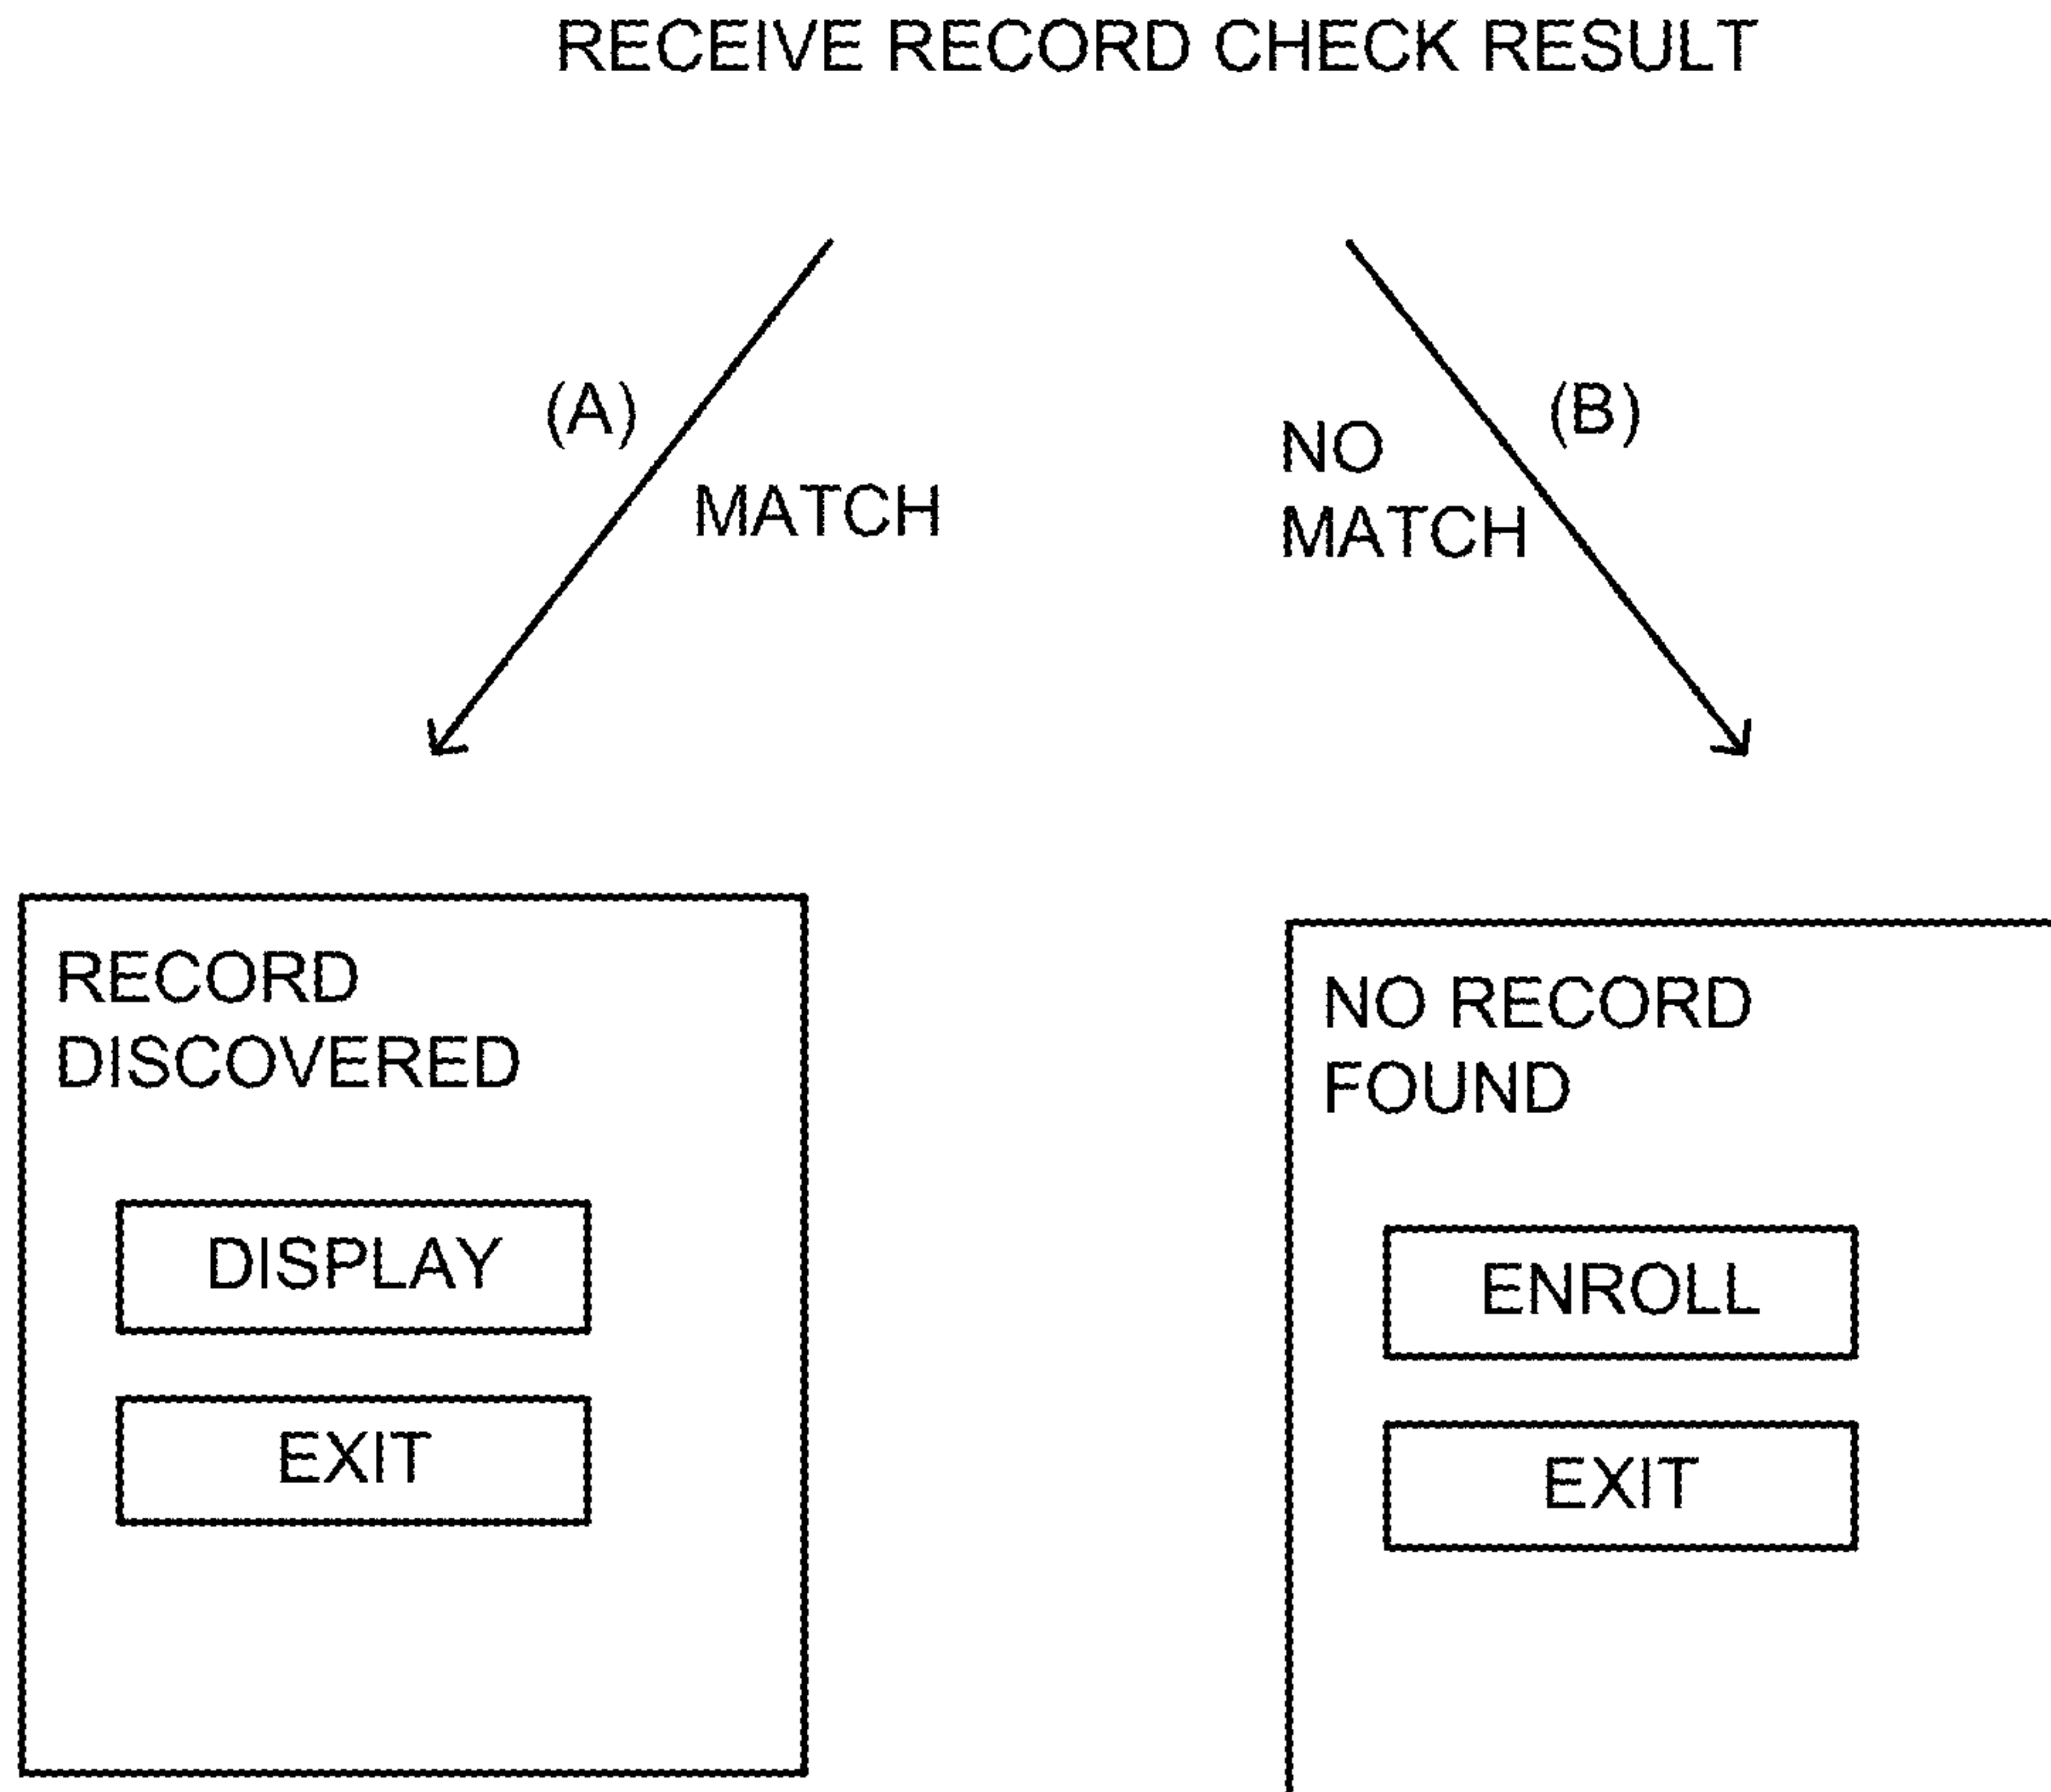 RECEIVE RECORD CHECK RESULT
(A)
MATCH
(B)
NO
MATCH
RECORD
DISCOVERED
DISPLAY
EXIT
NO RECORD
FOUND
ENROLL
EXIT